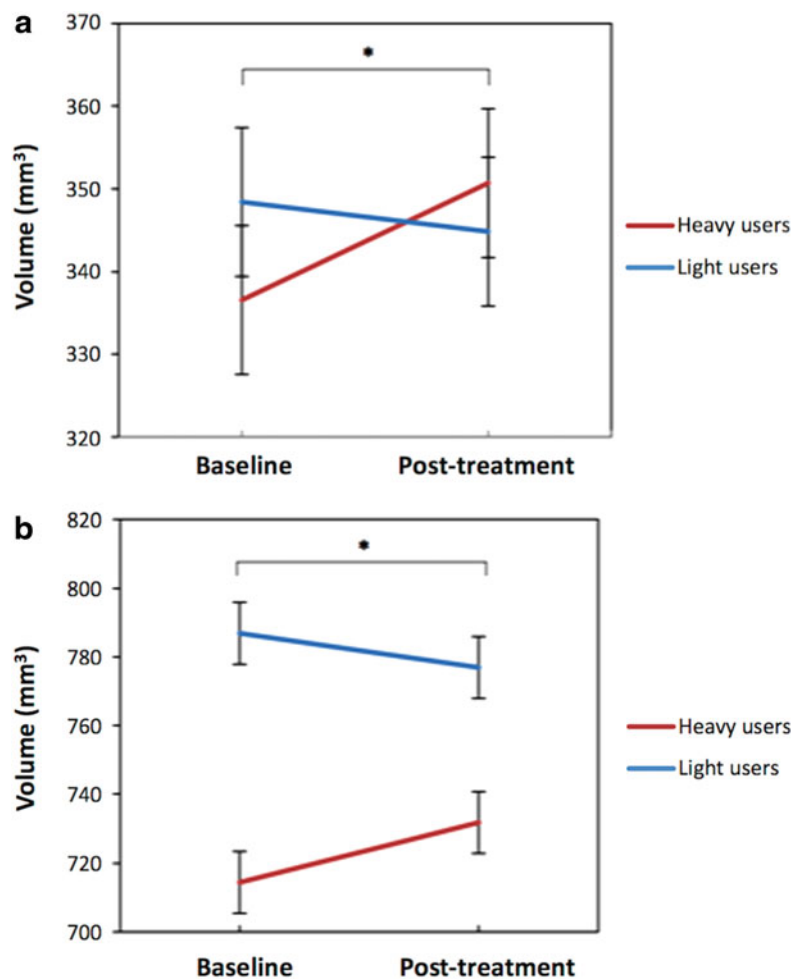 a
Volume (mm³)
370
360
350
340
330
320
*
Baseline
Post-treatment
Heavy users
Light users
b
Volume (mm³)
820
800
780
760
740
720
700
*
Baseline
Post-treatment
Heavy users
Light users